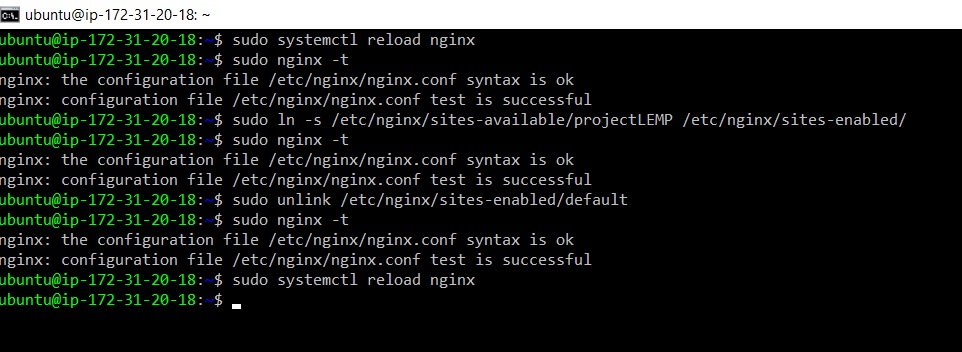 ubuntu@ip-172-31-20-18: ~
ubuntu@ip-172-31-20-18:~$ sudo systemctl reload nginx
ubuntu@ip-172-31-20-18:~$ sudo nginx -t
nginx: the configuration file /etc/nginx/nginx.conf syntax is ok
nginx: configuration file /etc/nginx/nginx.conf test is successful
ubuntu@ip-172-31-20-18:~$ sudo ln -s /etc/nginx/sites-available/projectLEMP /etc/nginx/sites-enabled/
ubuntu@ip-172-31-20-18:~$ sudo nginx -t
nginx: the configuration file /etc/nginx/nginx.conf syntax is ok
nginx: configuration file /etc/nginx/nginx.conf test is successful
ubuntu@ip-172-31-20-18:~$ sudo unlink /etc/nginx/sites-enabled/default
ubuntu@ip-172-31-20-18:~$ sudo nginx -t
nginx: the configuration file /etc/nginx/nginx.conf syntax is ok
nginx: configuration file /etc/nginx/nginx.conf test is successful
ubuntu@ip-172-31-20-18:~$ sudo systemctl reload nginx
ubuntu@ip-172-31-20-18:~$